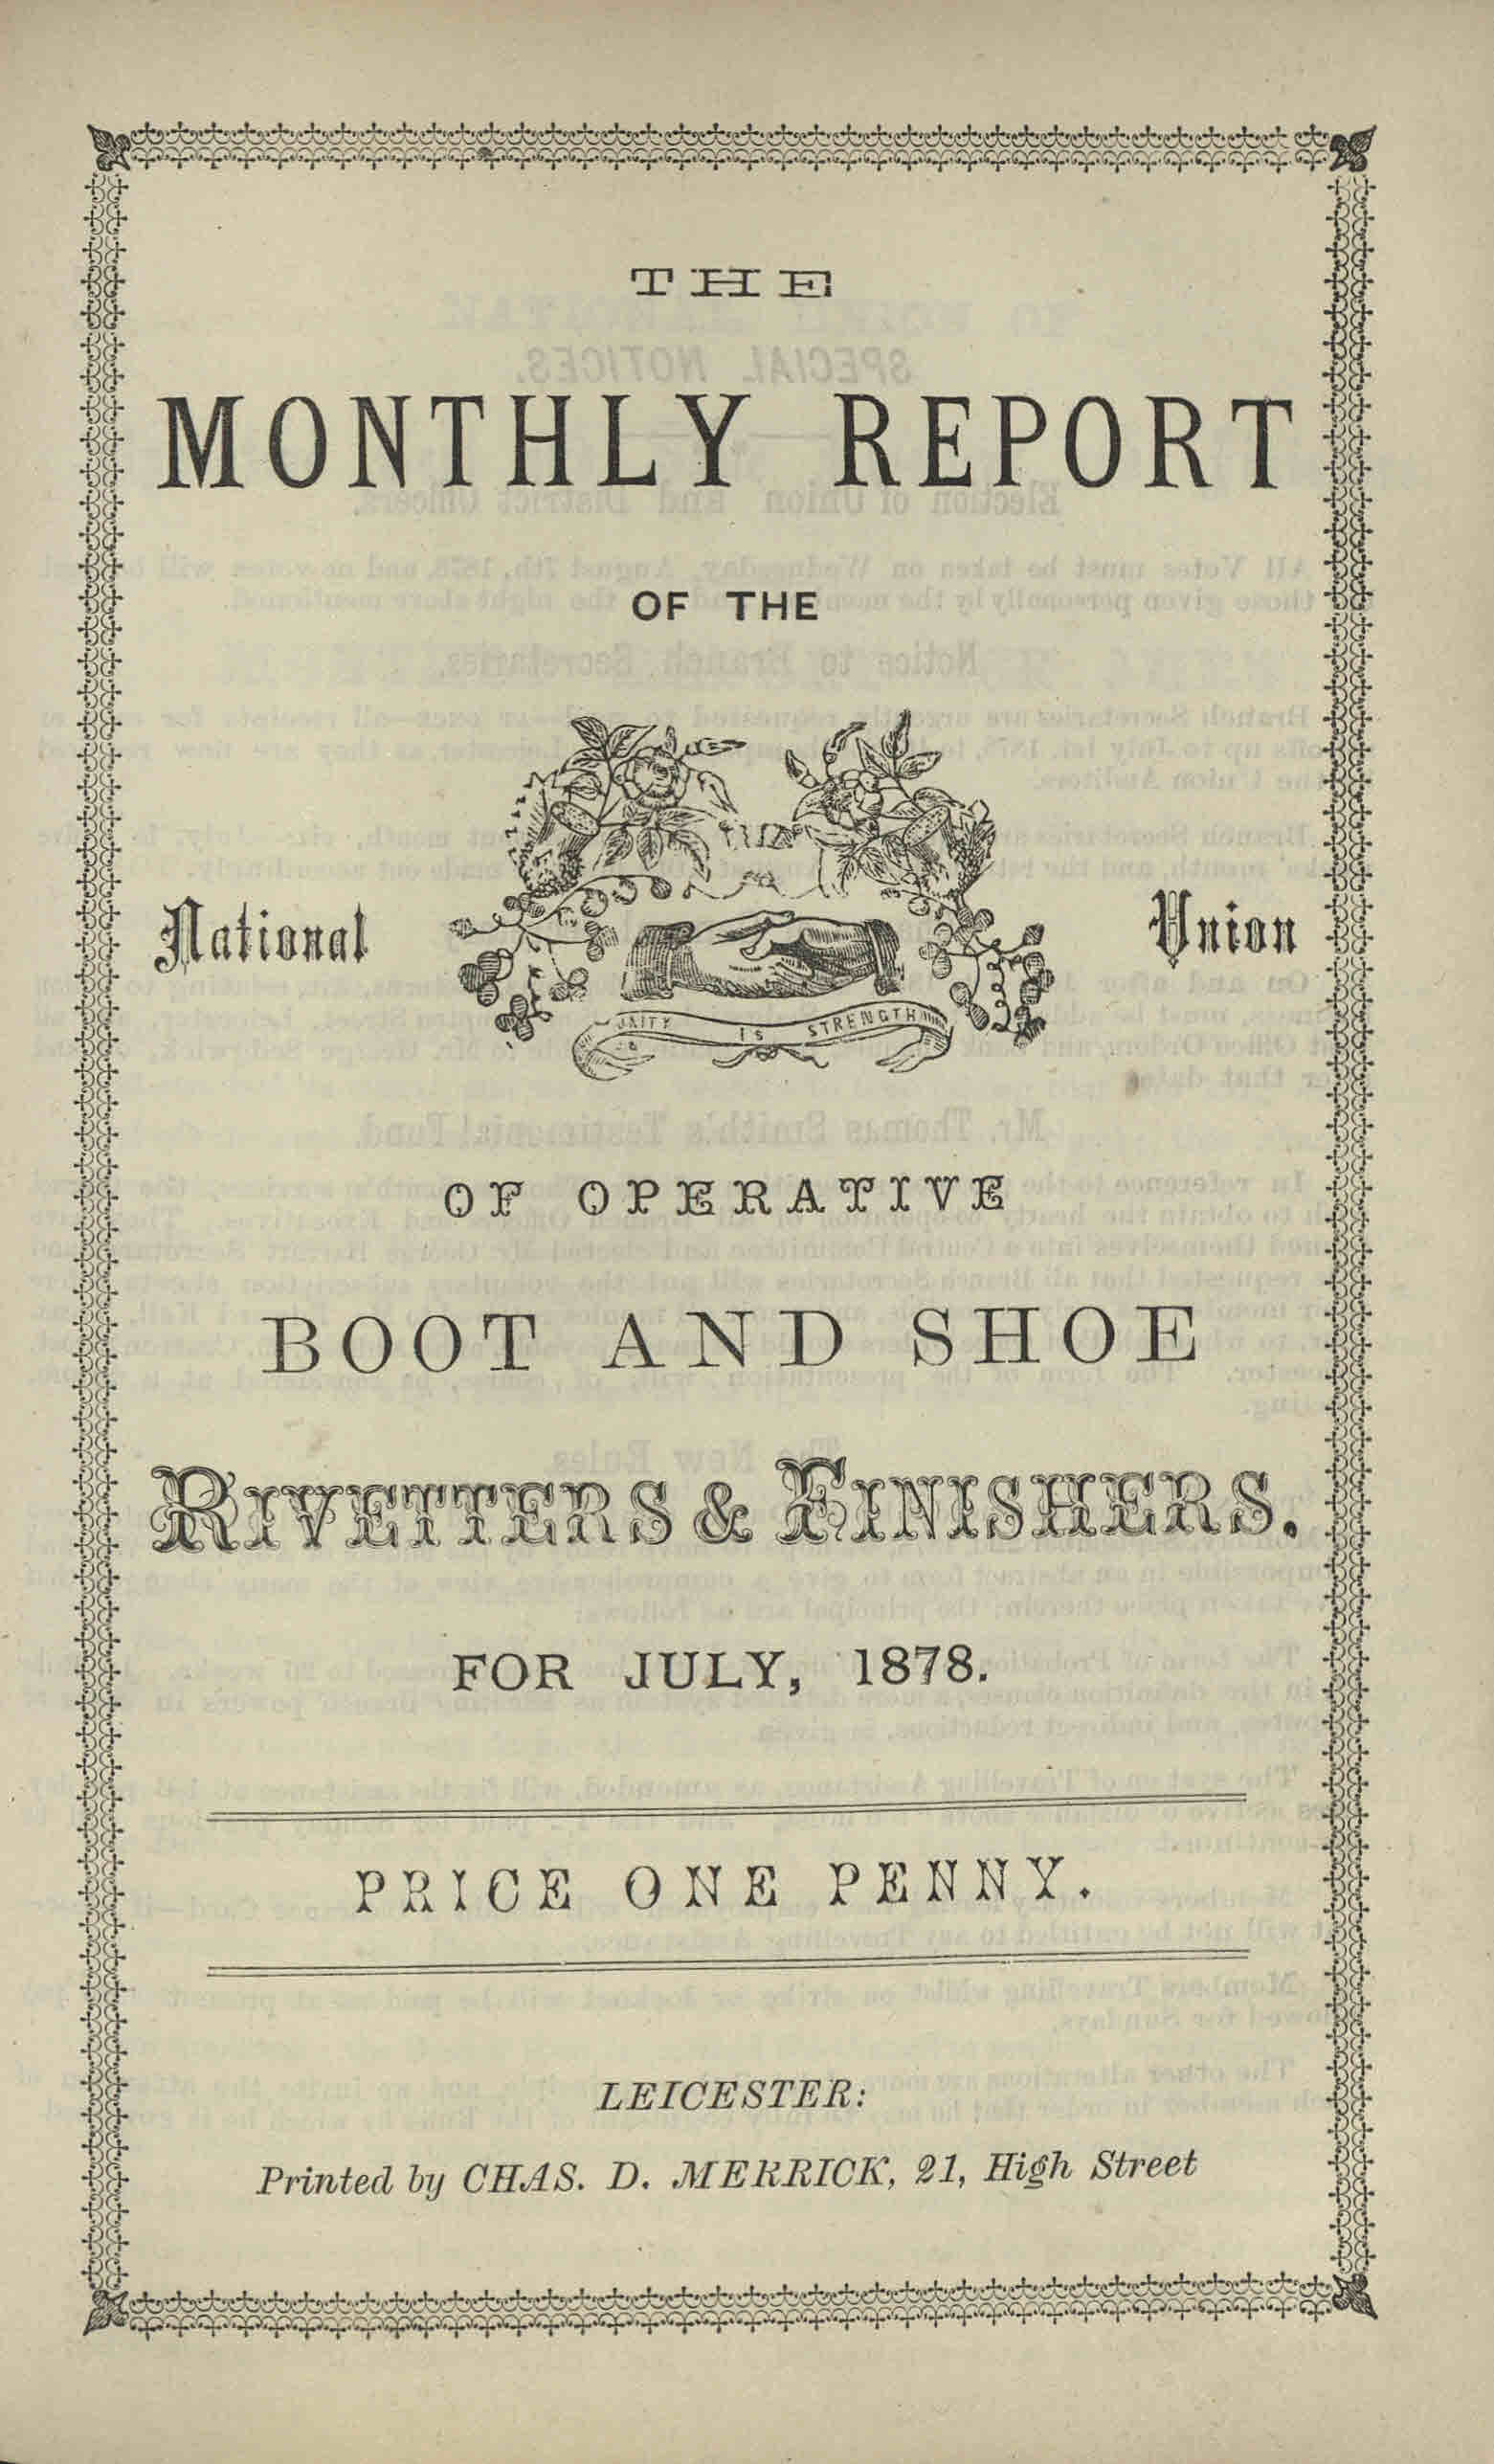 THE
MONTHLY REPORT
OF THE
National Union
UNITY IS STRENGTH
OF OPERATIVE
BOOT AND SHOE
RIVETTERS & FINISHERS.
FOR JULY, 1878.
PRICE ONE PENNY.
LEICESTER:
Printed by CHAS. D. MERRICK, 21, High Street